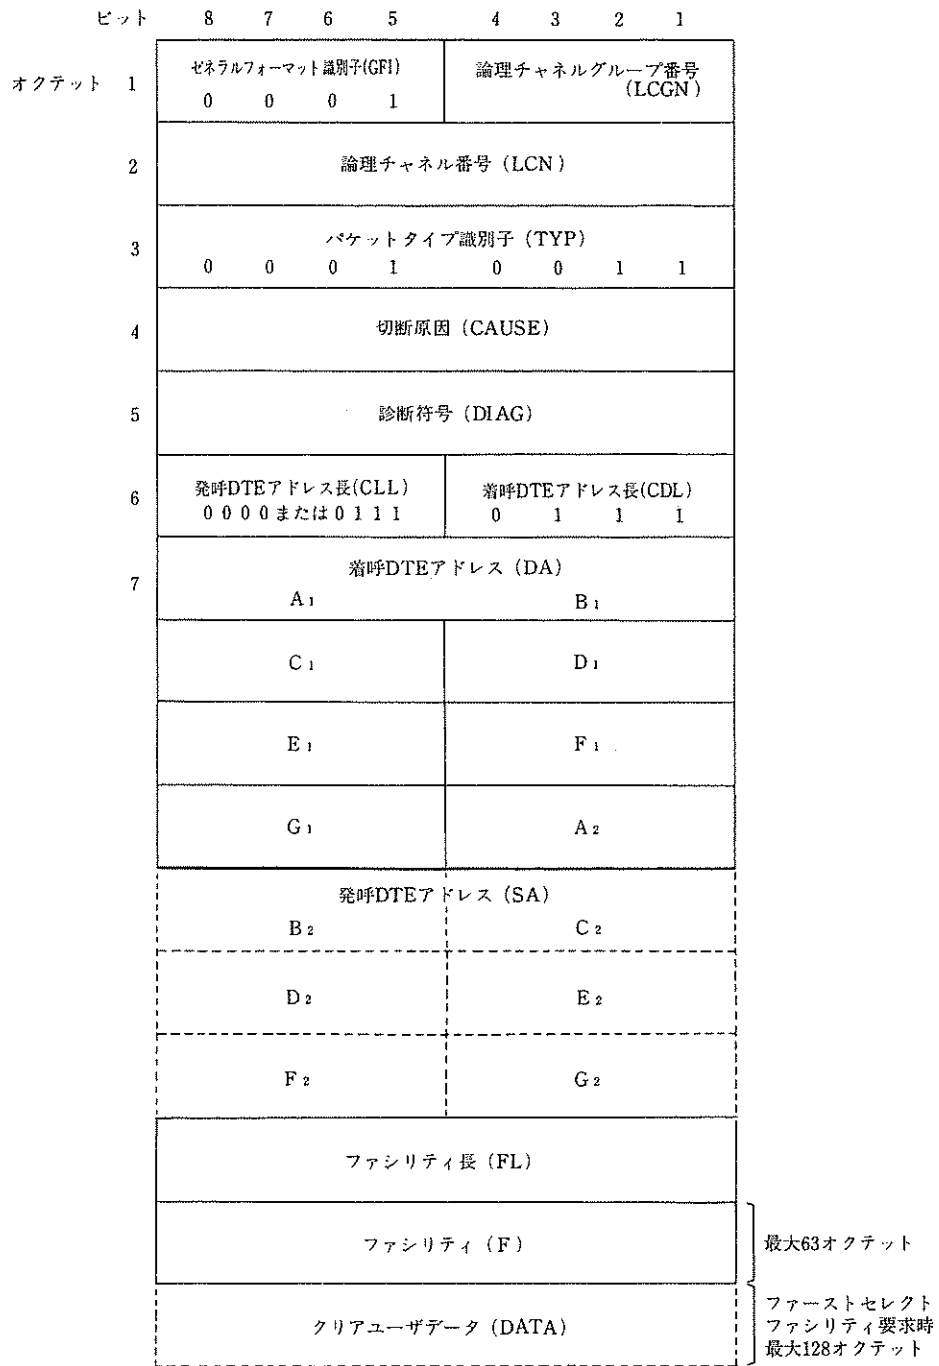 ビット 8 7 6 5 4 3 2 1
オクテット 1 ゼネラルフォーマット識別子(GFI) 論理チャネルグループ番号
(LCGN)
0 0 0 1
2 論理チャネル番号 (LCN)
3 パケットタイプ識別子 (TYP)
0 0 0 1 0 0 1 1
4 切断原因 (CAUSE)
5 診断符号 (DIAG)
6 発呼DTEアドレス長(CLL) 着呼DTEアドレス長(CDL)
0 0 0 0 または 0 1 1 1 0 1 1 1
7 着呼DTEアドレス (DA)
A1 B1
C1 D1
E1 F1
G1 A2
発呼DTEアドレス (SA)
B2 C2
D2 E2
F2 G2
ファシリティ長 (FL)
ファシリティ (F) 最大63オクテット
クリアユーザデータ (DATA) ファーストセレクト
ファシリティ要求時
最大128オクテット